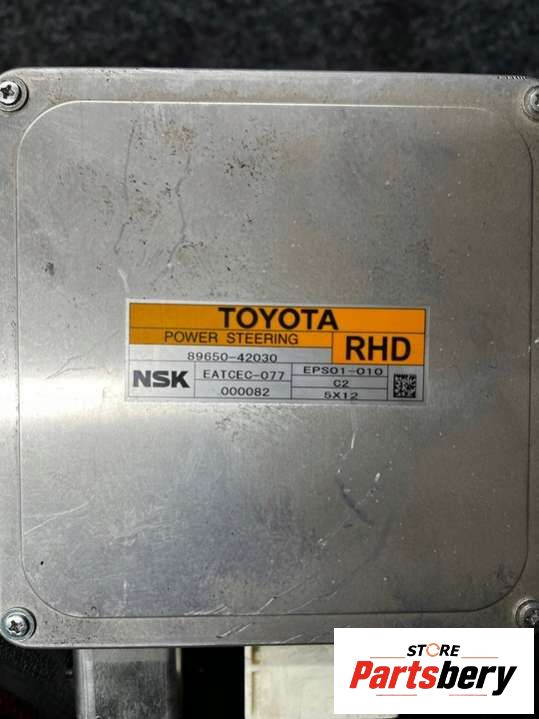 TOYOTA
POWER STEERING
RHD
89650-42030
NSK
EATCEC-077
EPS01-010
C2
000082
5X12
STORE
Partsbery